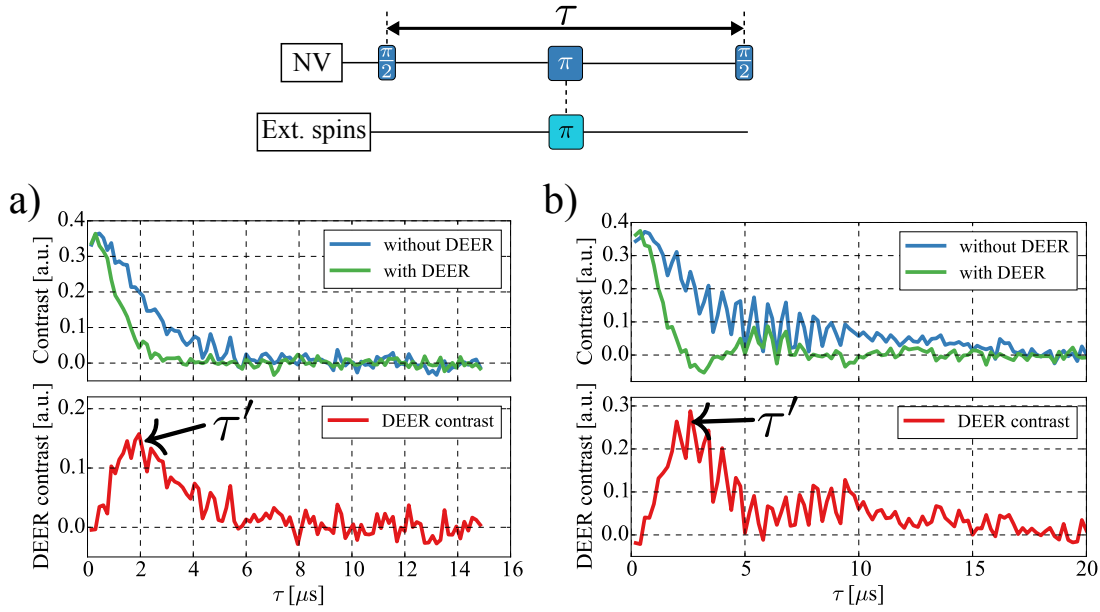 τ
NV π/2 π π/2
Ext. spins π
a) b)
0.4 0.3 0.2 0.1 0.0
Contrast [a.u.]
without DEER
with DEER
0.4 0.3 0.2 0.1 0.0
Contrast [a.u.]
without DEER
with DEER
0.2 0.1 0.0
DEER contrast [a.u.]
τ′
DEER contrast
0 2 4 6 8 10 12 14 16
τ [μs]
0.3 0.2 0.1 0.0
DEER contrast [a.u.]
τ′
DEER contrast
0 5 10 15 20
τ [μs]